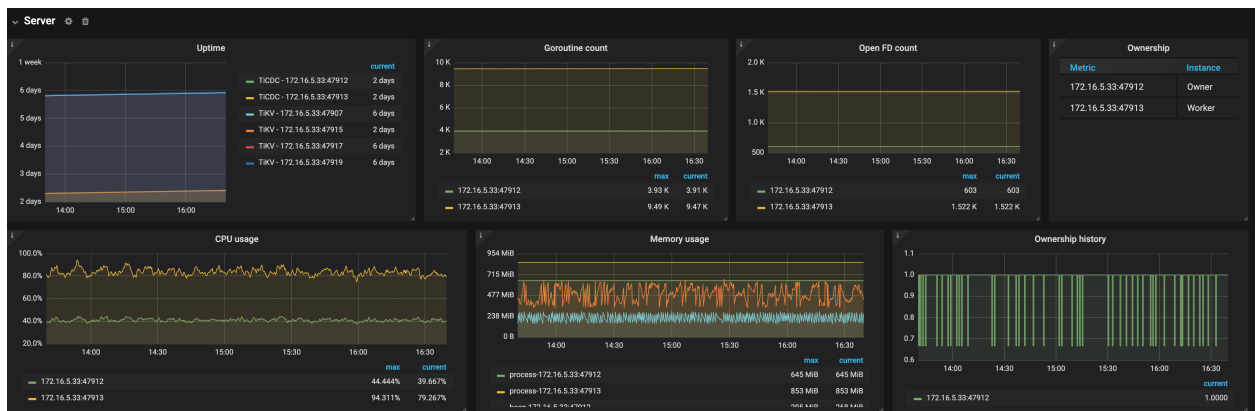 Server
Uptime
1 week
6 days
5 days
4 days
3 days
2 days
14:00 15:00 16:00
current
TiCDC - 172.16.5.33:47912 2 days
TiCDC - 172.16.5.33:47913 2 days
TiKV - 172.16.5.33:47907 6 days
TiKV - 172.16.5.33:47915 2 days
TiKV - 172.16.5.33:47917 6 days
TiKV - 172.16.5.33:47919 6 days
Goroutine count
10 K
8 K
6 K
4 K
2 K
14:00 14:30 15:00 15:30 16:00 16:30
max current
172.16.5.33:47912 3.93 K 3.91 K
172.16.5.33:47913 9.49 K 9.47 K
Open FD count
2.0 K
1.5 K
1.0 K
500
14:00 14:30 15:00 15:30 16:00 16:30
max current
172.16.5.33:47912 603 603
172.16.5.33:47913 1.522 K 1.522 K
Ownership
Metric Instance
172.16.5.33:47912 Owner
172.16.5.33:47913 Worker
CPU usage
100.0%
80.0%
60.0%
40.0%
20.0%
14:00 14:30 15:00 15:30 16:00 16:30
max current
172.16.5.33:47912 44.444% 39.667%
172.16.5.33:47913 94.311% 79.267%
Memory usage
954 MiB
715 MiB
477 MiB
238 MiB
0 B
14:00 14:30 15:00 15:30 16:00 16:30
max current
process-172.16.5.33:47912 645 MiB 645 MiB
process-172.16.5.33:47913 853 MiB 853 MiB
Ownership history
1.1
1.0
0.9
0.8
0.7
0.6
14:00 14:30 15:00 15:30 16:00 16:30
current
172.16.5.33:47912 1.0000